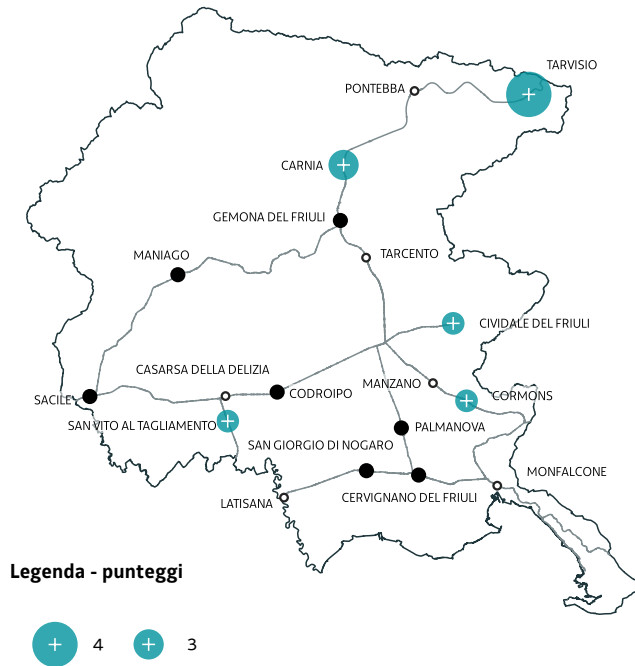 TARVISIO
PONTEBBA
CARNIA
GEMONA DEL FRIULI
MANIAGO
TARCENTO
CIVIDALE DEL FRIULI
CASARSA DELLA DELIZIA
MANZANO
CODROIPO
CORMONS
SACILE
SAN VITO AL TAGLIAMENTO
PALMANOVA
SAN GIORGIO DI NOGARO
MONFALCONE
LATISANA
CERVIGNANO DEL FRIULI
Legenda - punteggi
4 3